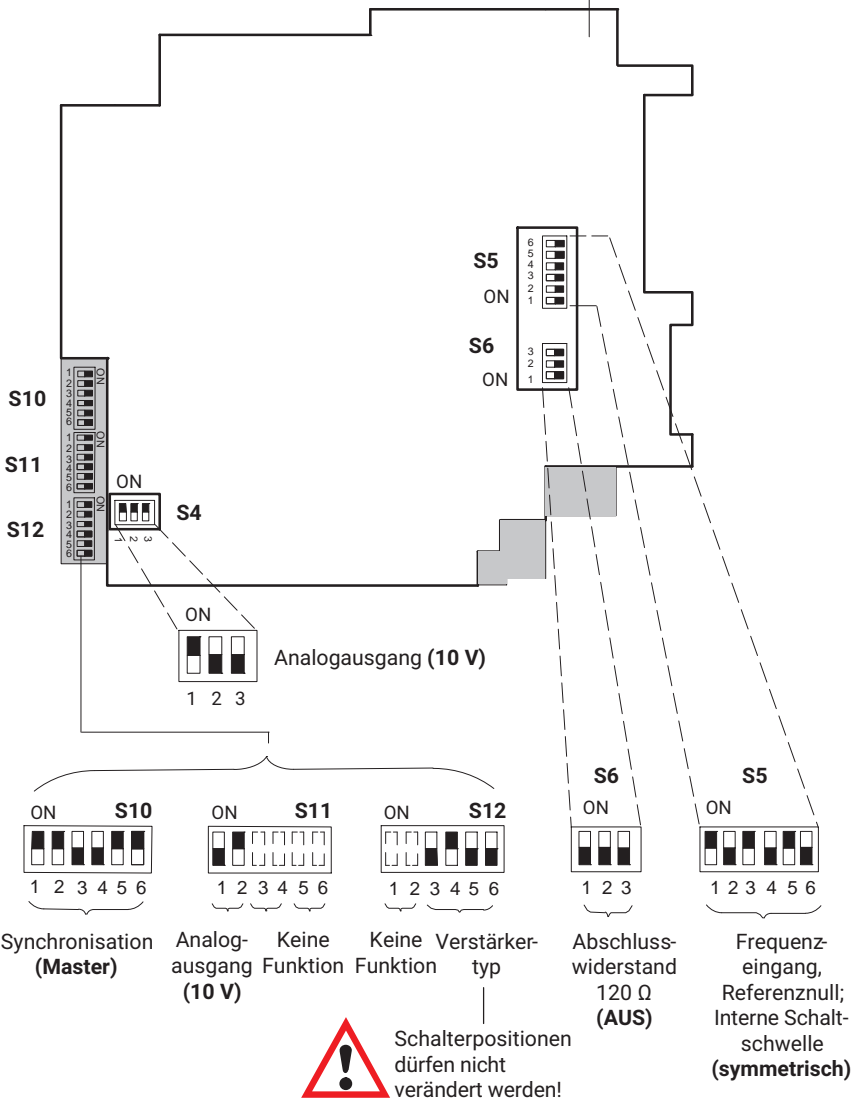 6
5
S5
4
3
2
ON
1
S6
3
2
ON
1
S10
1 2 3 4 5 6
ON
S11
1 2 3 4 5 6
ON
S12
1 2 3 4 5 6
ON
ON
S4
1 2 3
ON
Analogausgang (10 V)
1 2 3
ON S10
1 2 3 4 5 6
Synchronisation
(Master)
ON S11
1 2 3 4 5 6
Analog-
ausgang
(10 V)
Keine
Funktion
ON S12
1 2 3 4 5 6
Keine
Funktion
Verstärker-
typ
Schalterpositionen
dürfen nicht
verändert werden!
S6
ON
1 2 3
Abschluss-
widerstand
120 Ω
(AUS)
S5
ON
1 2 3 4 5 6
Frequenz-
eingang,
Referenznull;
Interne Schalt-
schwelle
(symmetrisch)